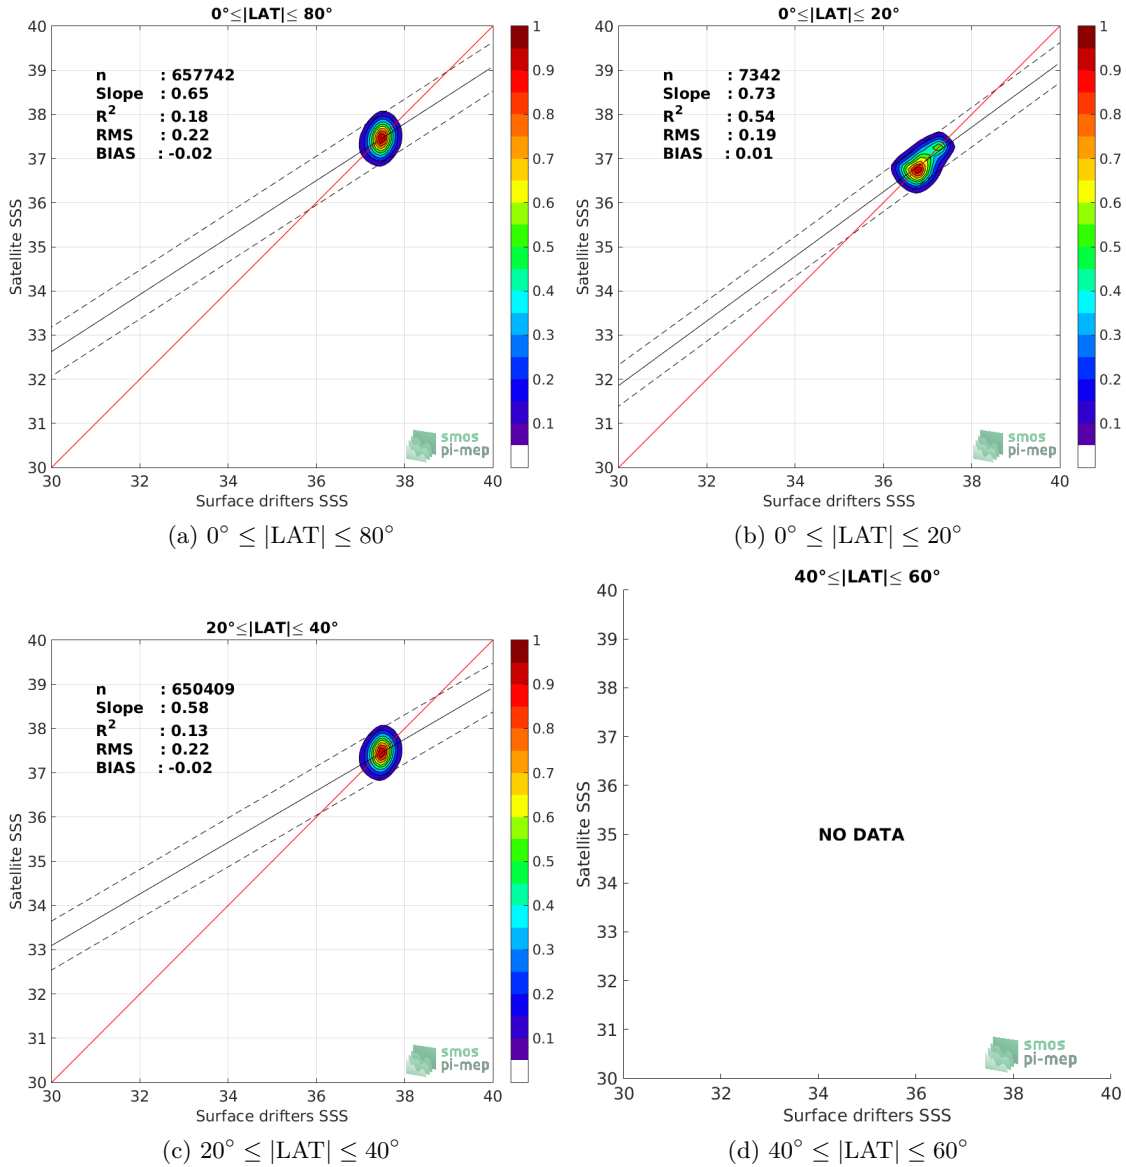 0°≤|LAT|≤ 80°
40
39
38
37
36
35
34
33
32
31
30
Satellite SSS
n : 657742
Slope : 0.65
R2 : 0.18
RMS : 0.22
BIAS : -0.02
smos
pi-mep
30 32 34 36 38 40
Surface drifters SSS
1
0.9
0.8
0.7
0.6
0.5
0.4
0.3
0.2
0.1
(a) 0° ≤ |LAT| ≤ 80°
0°≤|LAT|≤ 20°
40
39
38
37
36
35
34
33
32
31
30
Satellite SSS
n : 7342
Slope : 0.73
R2 : 0.54
RMS : 0.19
BIAS : 0.01
smos
pi-mep
30 32 34 36 38 40
Surface drifters SSS
1
0.9
0.8
0.7
0.6
0.5
0.4
0.3
0.2
0.1
(b) 0° ≤ |LAT| ≤ 20°
20°≤|LAT|≤ 40°
40
39
38
37
36
35
34
33
32
31
30
Satellite SSS
n : 650409
Slope : 0.58
R2 : 0.13
RMS : 0.22
BIAS : -0.02
smos
pi-mep
30 32 34 36 38 40
Surface drifters SSS
1
0.9
0.8
0.7
0.6
0.5
0.4
0.3
0.2
0.1
(c) 20° ≤ |LAT| ≤ 40°
40°≤|LAT|≤ 60°
40
39
38
37
36
35
34
33
32
31
30
Satellite SSS
NO DATA
smos
pi-mep
30 32 34 36 38 40
Surface drifters SSS
(d) 40° ≤ |LAT| ≤ 60°